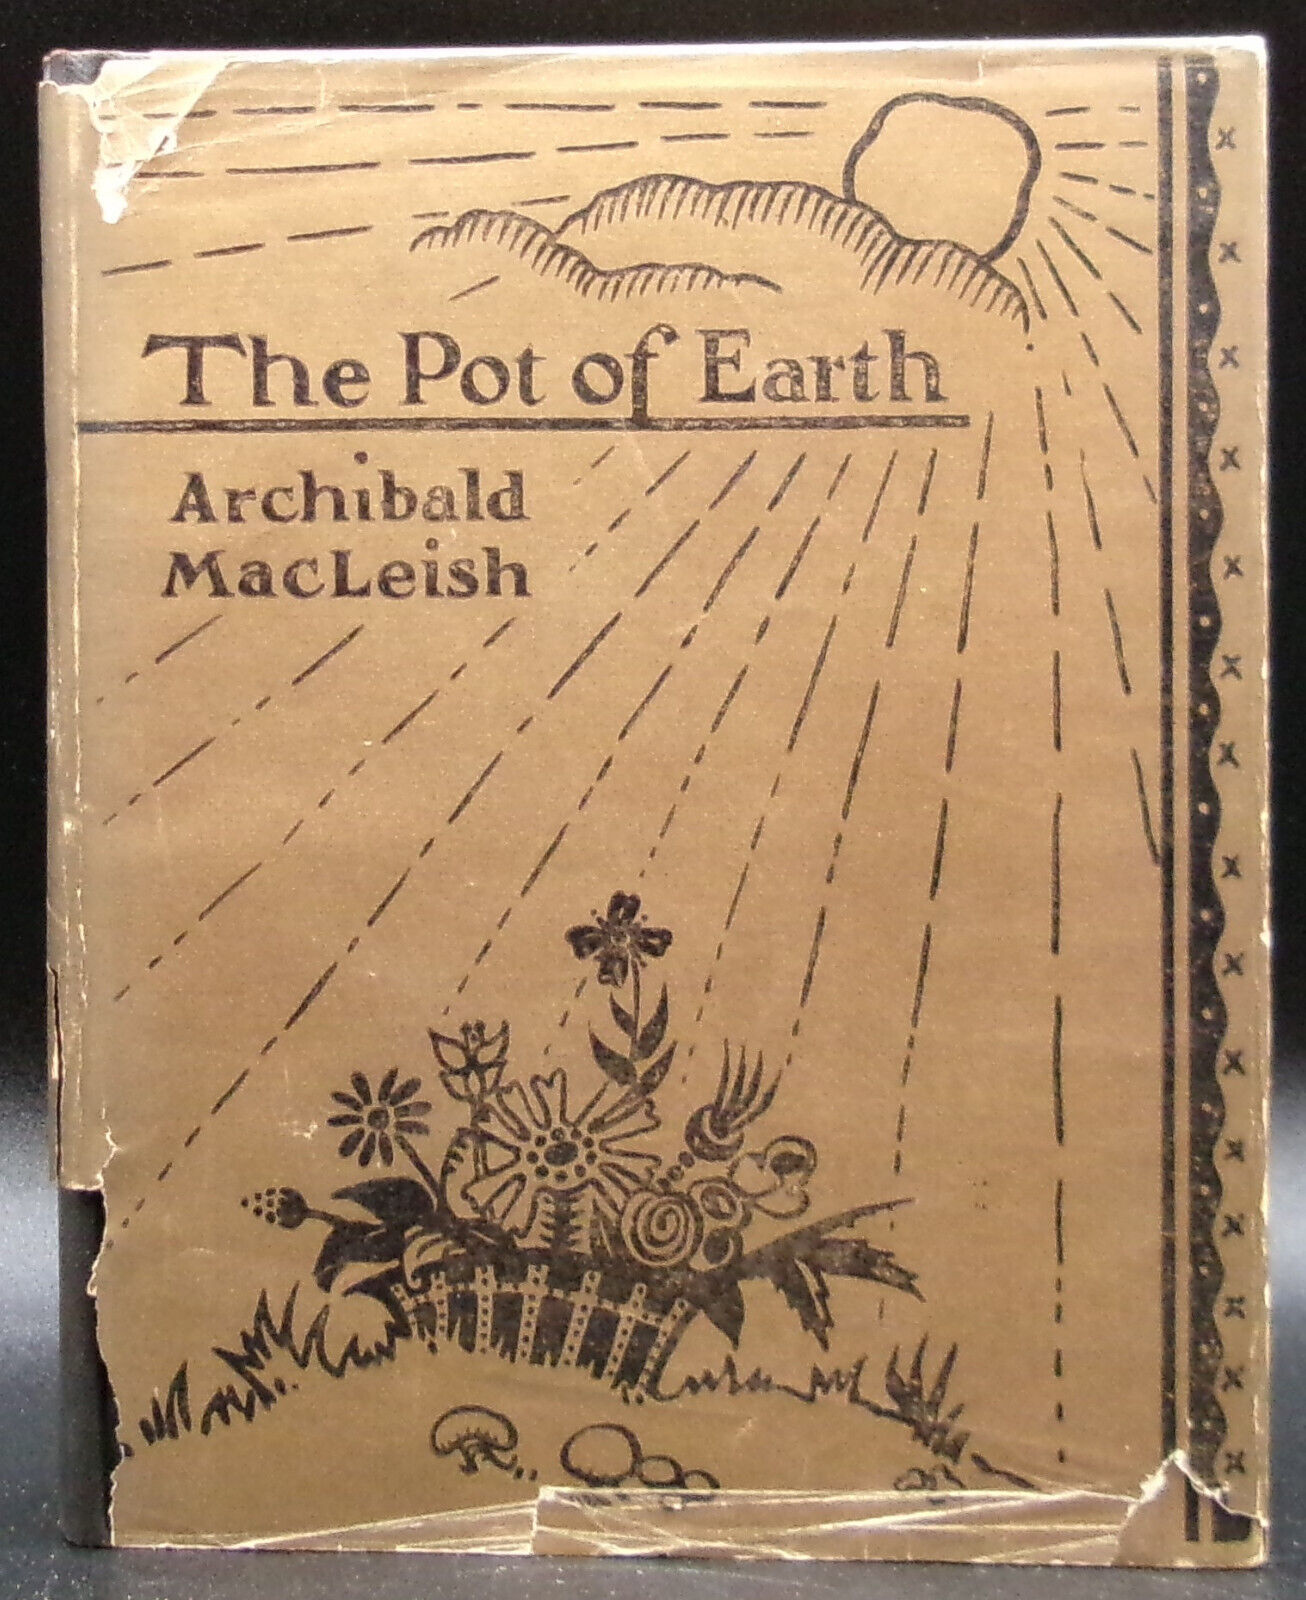 The Pot of Earth
Archibald
MacLeish